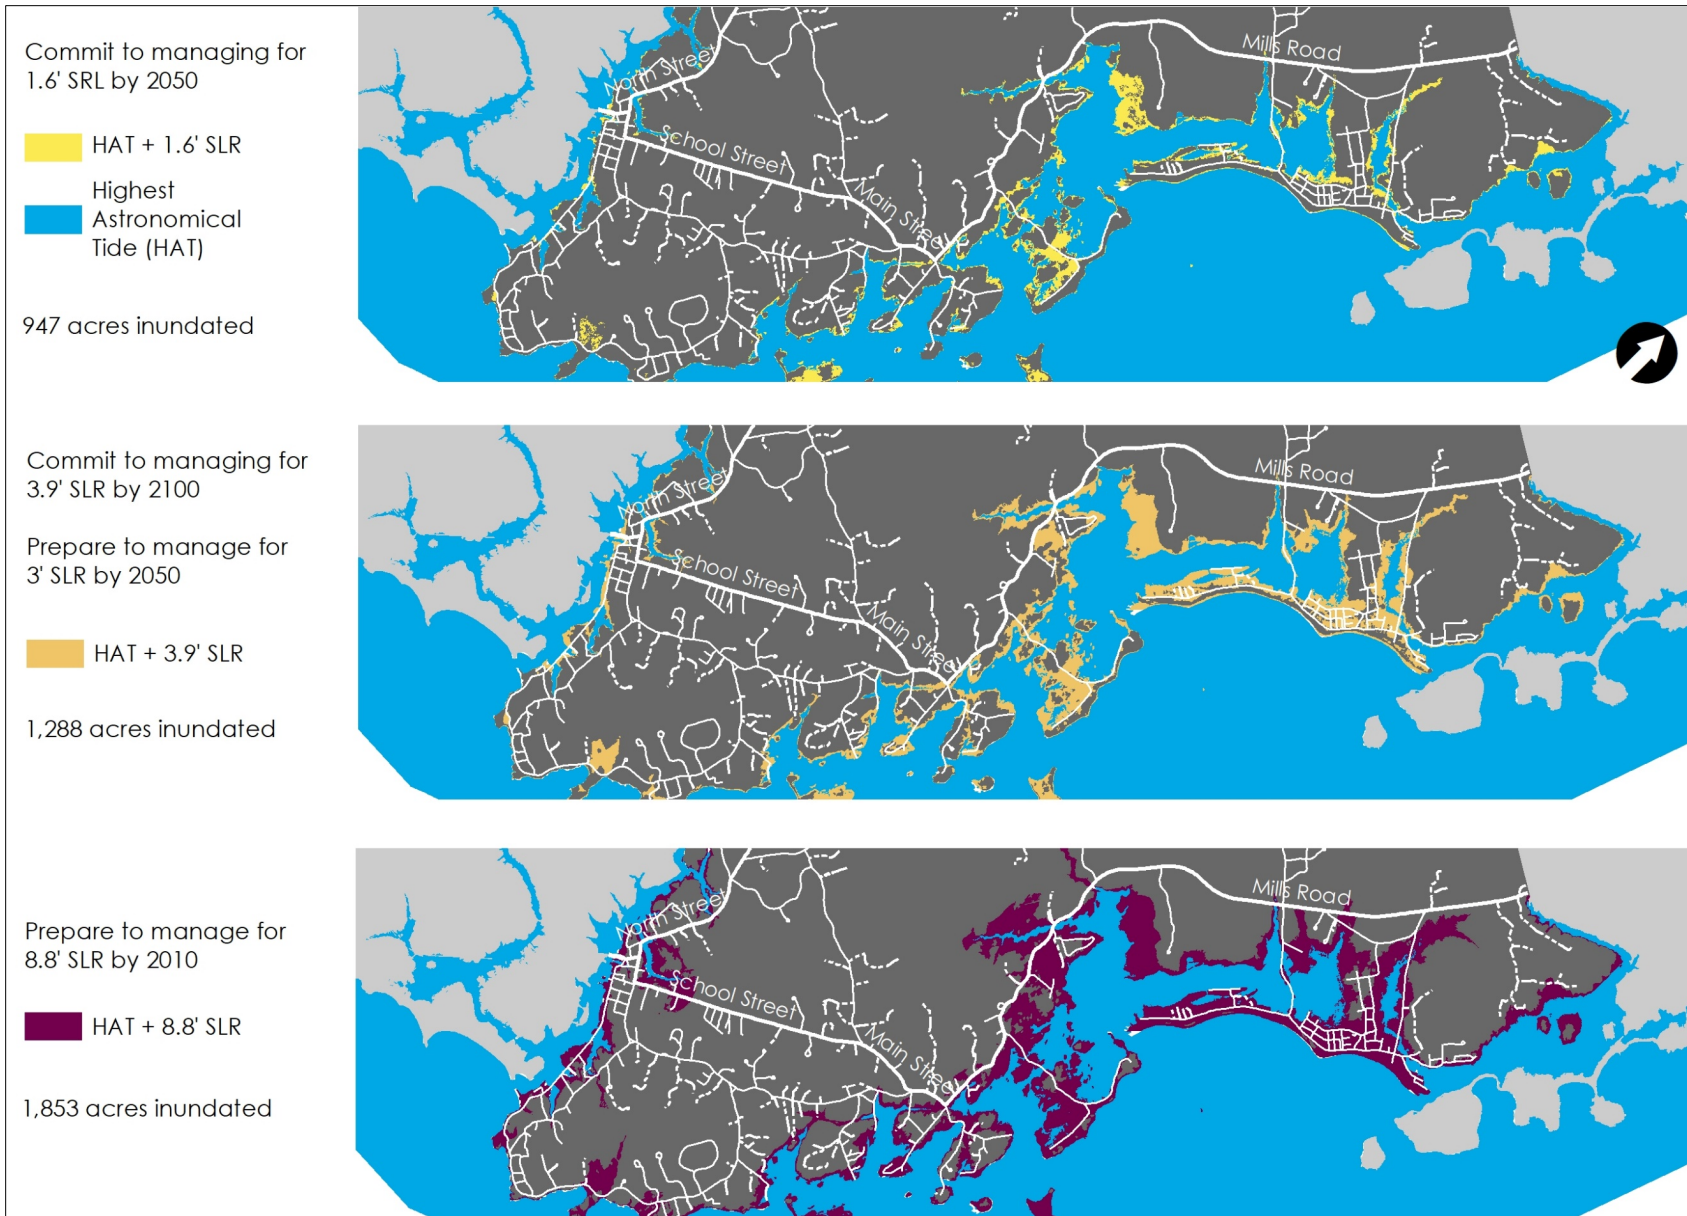 Commit to managing for
1.6' SRL by 2050
HAT + 1.6' SLR
Highest
Astronomical
Tide (HAT)
947 acres inundated
North Street
School Street
Main Street
Mills Road
Commit to managing for
3.9' SLR by 2100
Prepare to manage for
3' SLR by 2050
HAT + 3.9' SLR
1,288 acres inundated
North Street
School Street
Main Street
Mills Road
Prepare to manage for
8.8' SLR by 2010
HAT + 8.8' SLR
1,853 acres inundated
North Street
School Street
Main Street
Mills Road